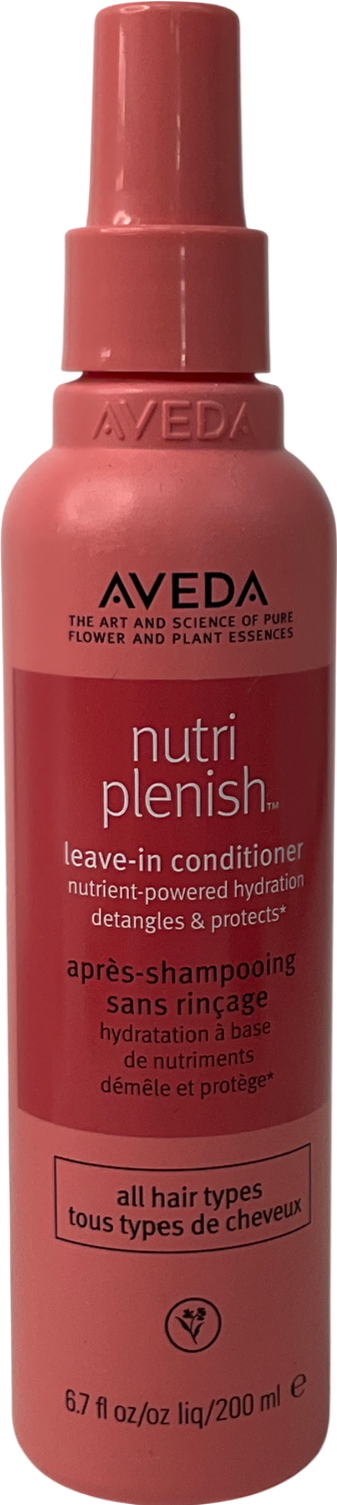 AVEDA
AVEDA
THE ART AND SCIENCE OF PURE
FLOWER AND PLANT ESSENCES
nutri
plenish™
leave-in conditioner
nutrient-powered hydration
detangles & protects*
après-shampooing
sans rinçage
hydratation à base
de nutriments
démêle et protège*
all hair types
tous types de cheveux
6.7 fl oz/oz liq/200 ml ℮